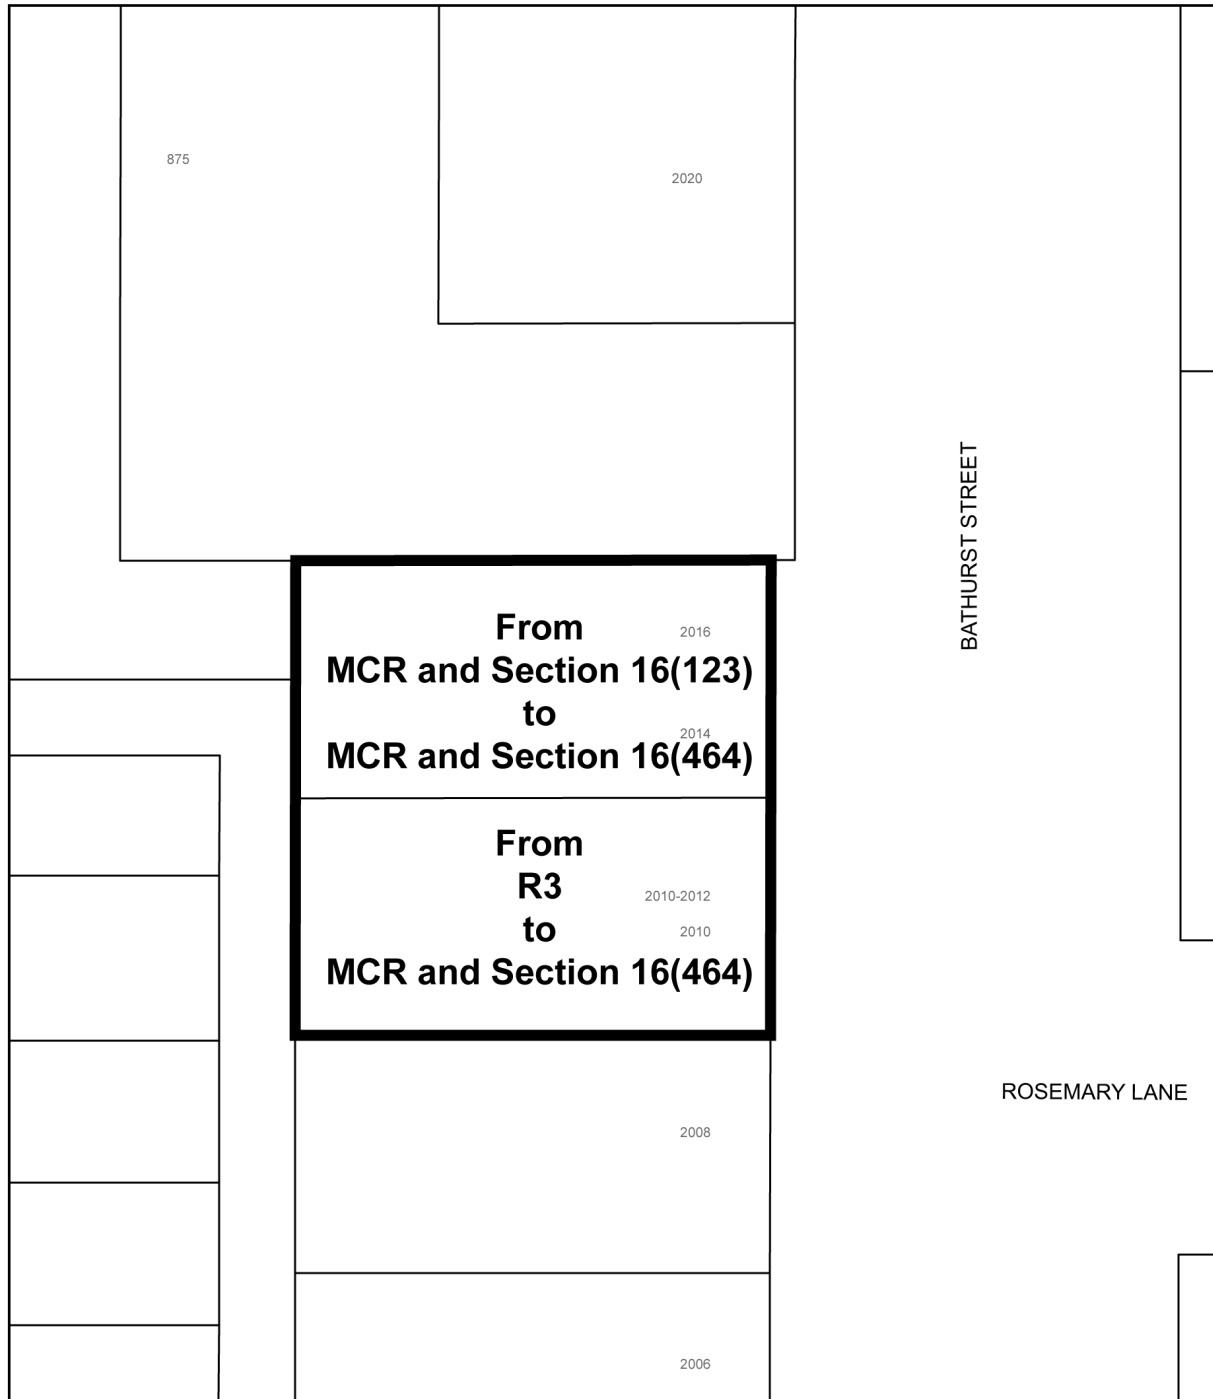 875
2020
BATHURST STREET
From
2016
MCR and Section 16(123)
to
2014
MCR and Section 16(464)
From
R3
2010-2012
to
2010
MCR and Section 16(464)
ROSEMARY LANE
2008
2006